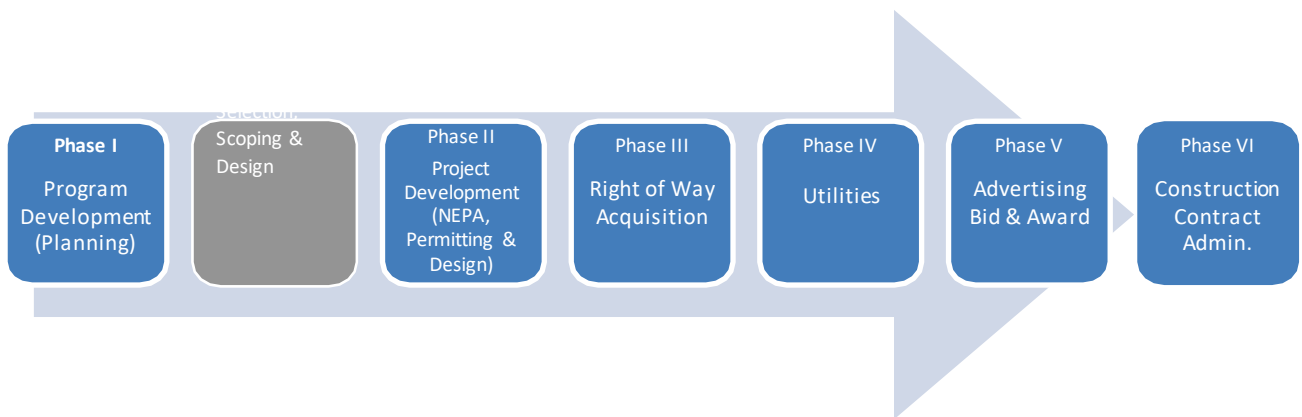 Phase I
Program
Development
(Planning)
Selection,
Scoping &
Design
Phase II
Project
Development
(NEPA,
Permitting &
Design)
Phase III
Right of Way
Acquisition
Phase IV
Utilities
Phase V
Advertising
Bid & Award
Phase VI
Construction
Contract
Admin.